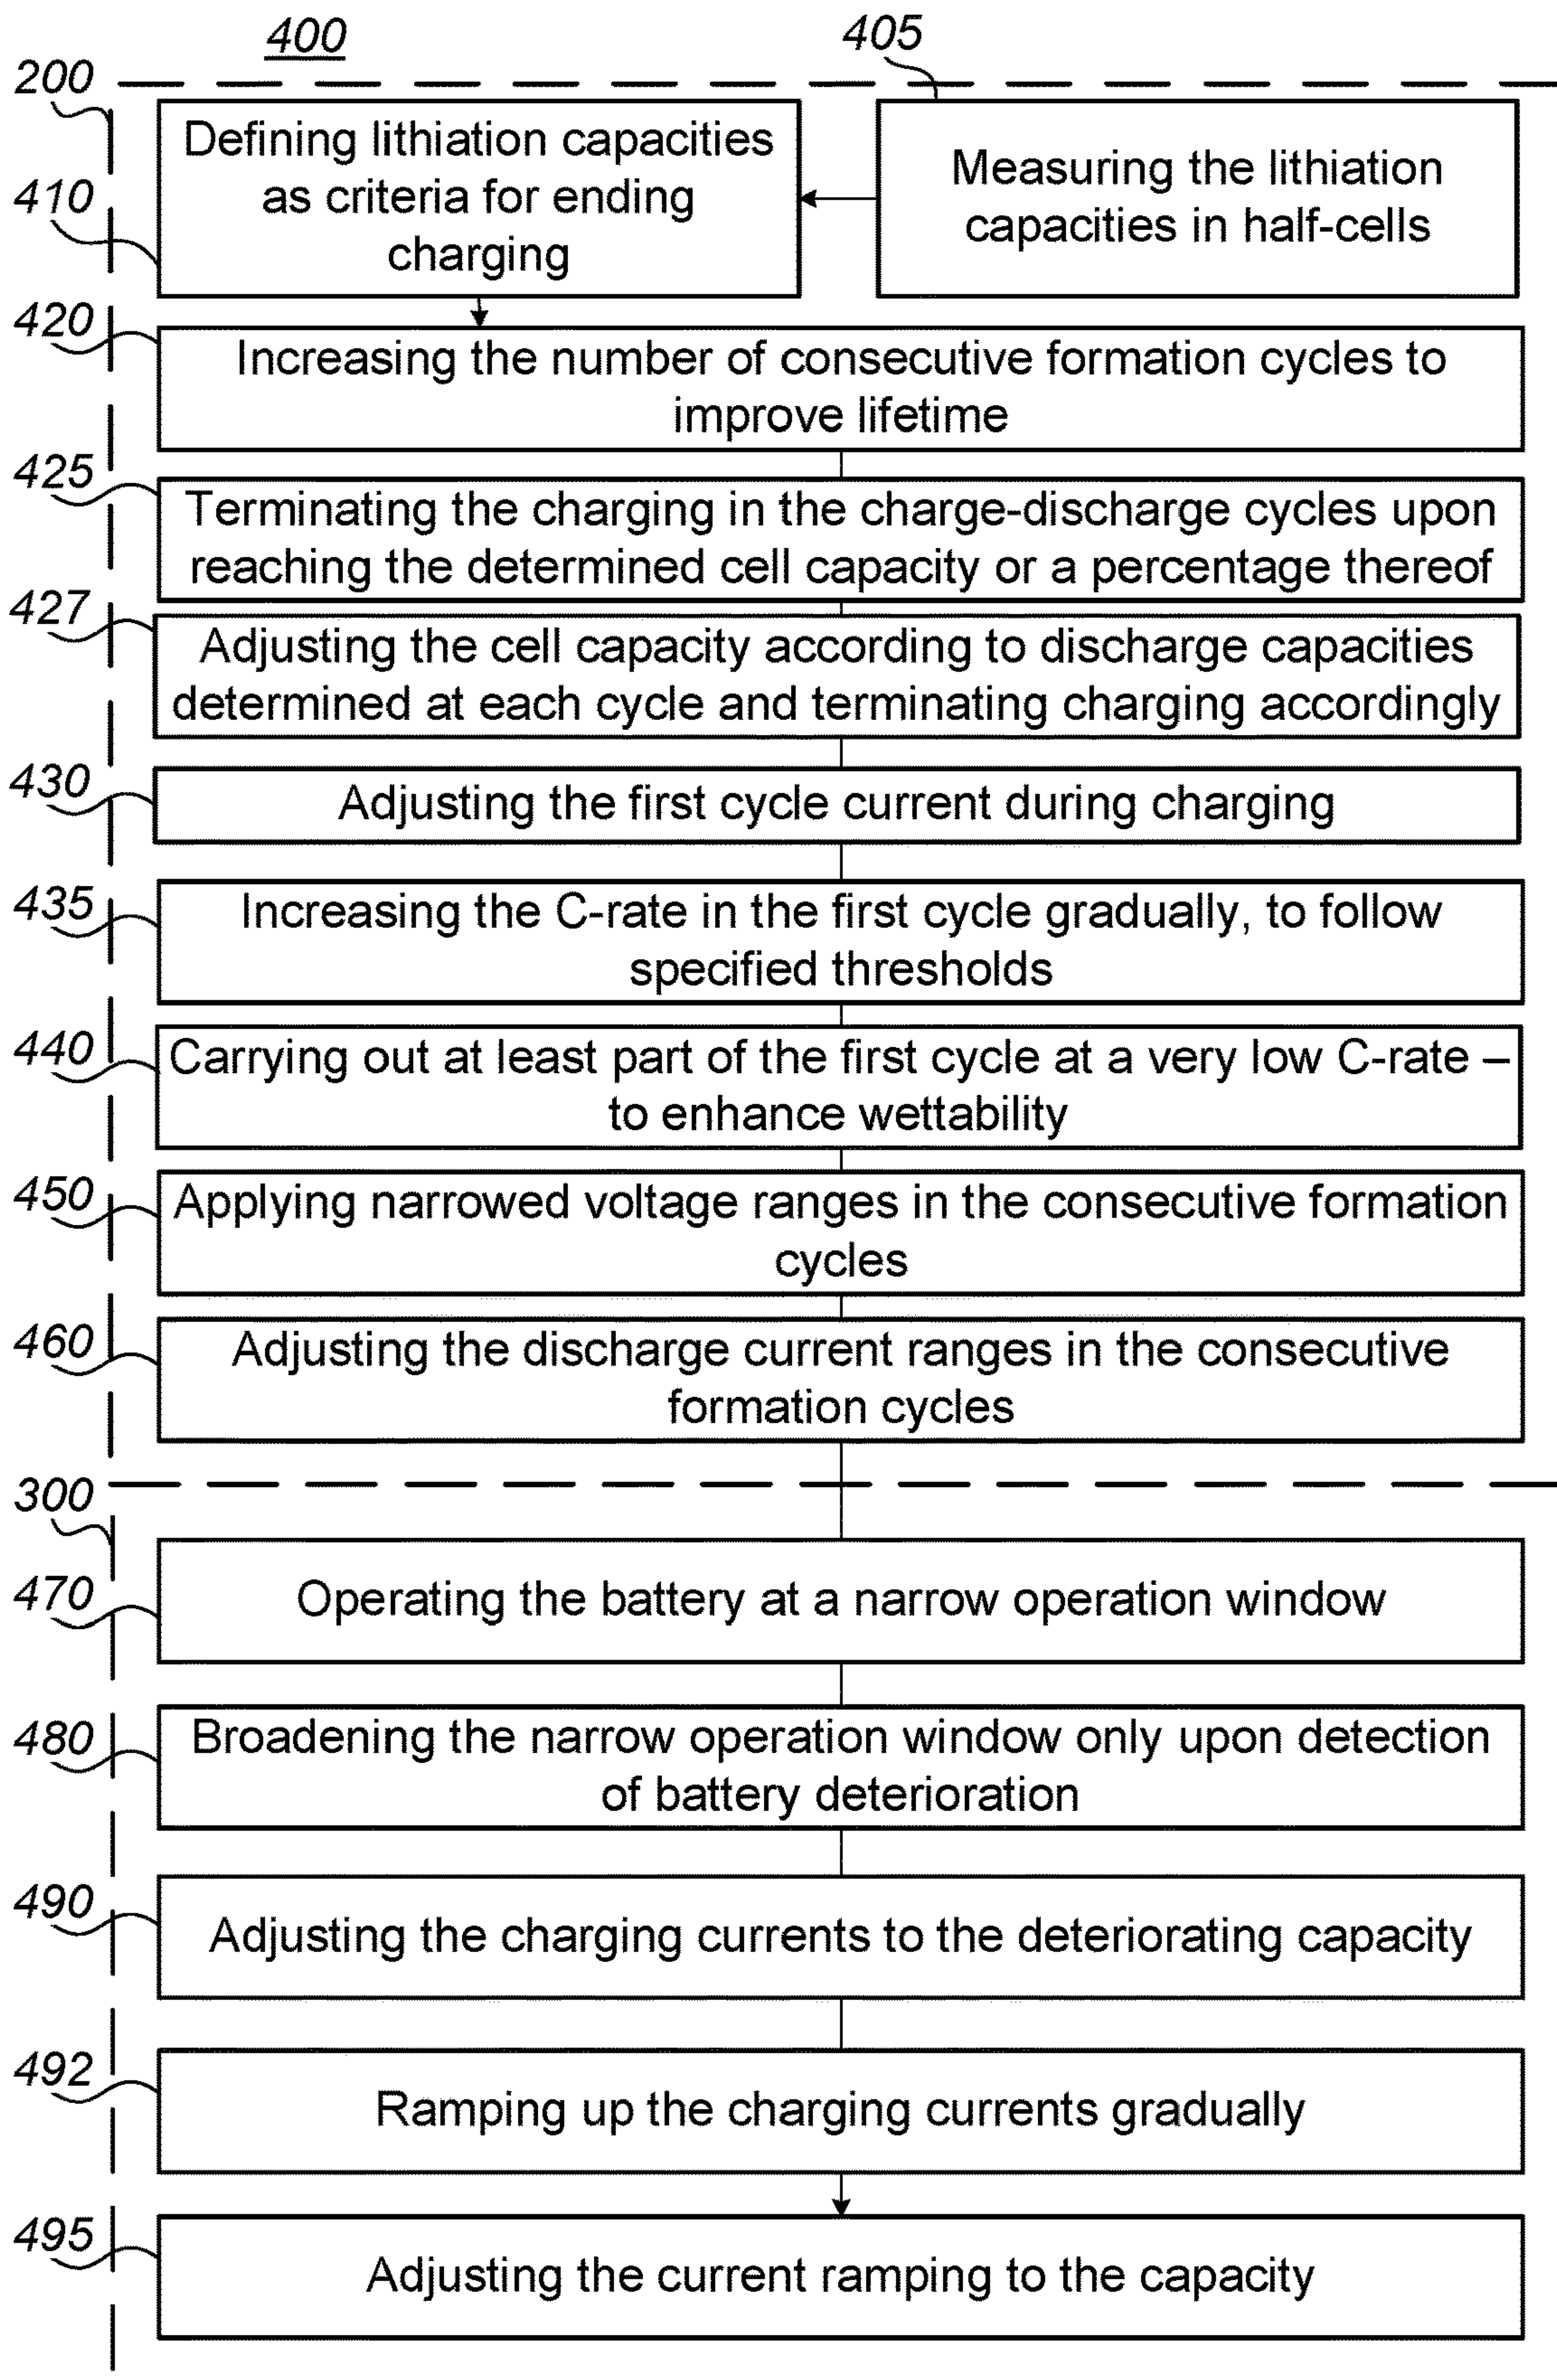 400
405
200
Defining lithiation capacities
as criteria for ending
charging
410
Measuring the lithiation
capacities in half-cells
420
Increasing the number of consecutive formation cycles to
improve lifetime
425
Terminating the charging in the charge-discharge cycles upon
reaching the determined cell capacity or a percentage thereof
427
Adjusting the cell capacity according to discharge capacities
determined at each cycle and terminating charging accordingly
430
Adjusting the first cycle current during charging
435
Increasing the C-rate in the first cycle gradually, to follow
specified thresholds
440
Carrying out at least part of the first cycle at a very low C-rate –
to enhance wettability
450
Applying narrowed voltage ranges in the consecutive formation
cycles
460
Adjusting the discharge current ranges in the consecutive
formation cycles
300
470
Operating the battery at a narrow operation window
480
Broadening the narrow operation window only upon detection
of battery deterioration
490
Adjusting the charging currents to the deteriorating capacity
492
Ramping up the charging currents gradually
495
Adjusting the current ramping to the capacity